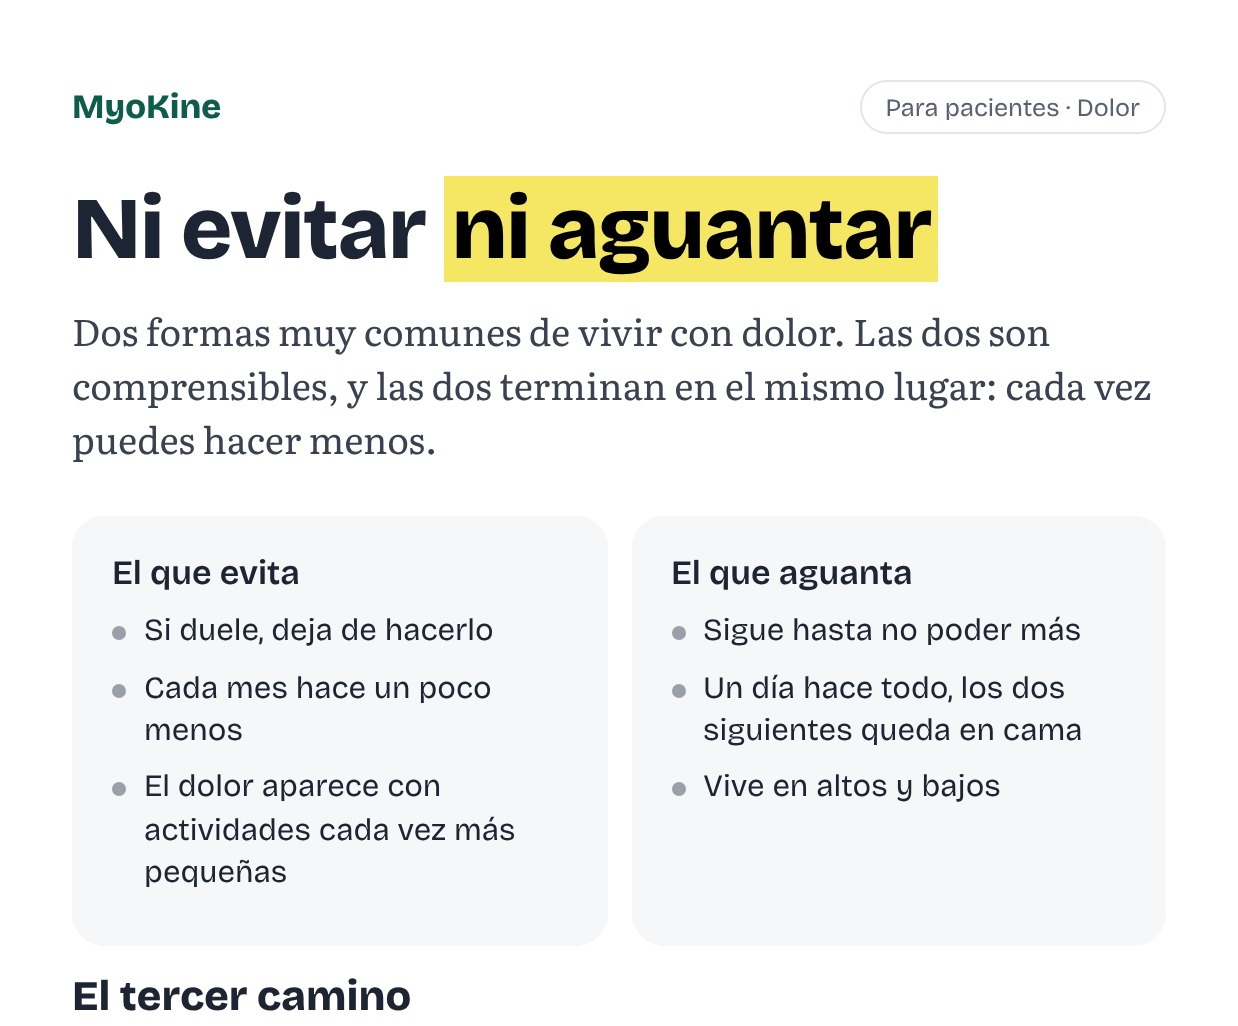 MyoKine
Para pacientes · Dolor
Ni evitar ni aguantar
Dos formas muy comunes de vivir con dolor. Las dos son
comprensibles, y las dos terminan en el mismo lugar: cada vez
puedes hacer menos.
El que evita
Si duele, deja de hacerlo
Cada mes hace un poco
menos
El dolor aparece con
actividades cada vez más
pequeñas
El que aguanta
Sigue hasta no poder más
Un día hace todo, los dos
siguientes queda en cama
Vive en altos y bajos
El tercer camino